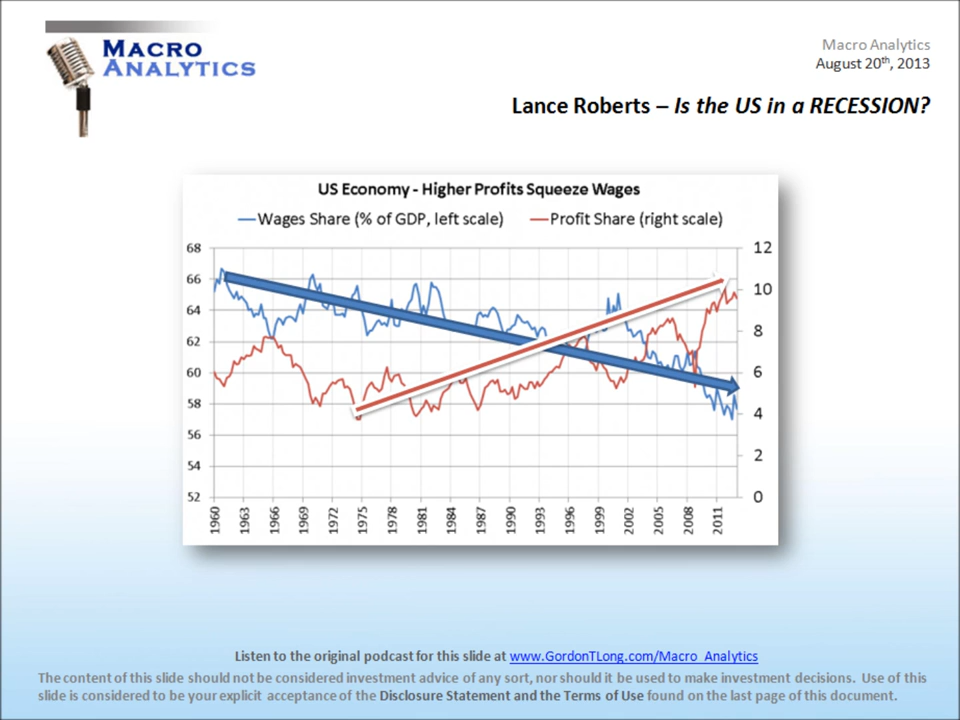 MACRO
ANALYTICS
Macro Analytics
August 20th, 2013
Lance Roberts – Is the US in a RECESSION?
US Economy - Higher Profits Squeeze Wages
Wages Share (% of GDP, left scale) Profit Share (right scale)
68 12
66 10
64 8
62
60 6
58 4
56
54 2
52 0
1960 1963 1966 1969 1972 1975 1978 1981 1984 1987 1990 1993 1996 1999 2002 2005 2008 2011
Listen to the original podcast for this slide at www.GordonTLong.com/Macro_Analytics
The content of this slide should not be considered investment advice of any sort, nor should it be used to make investment decisions. Use of this
slide is considered to be your explicit acceptance of the Disclosure Statement and the Terms of Use found on the last page of this document.